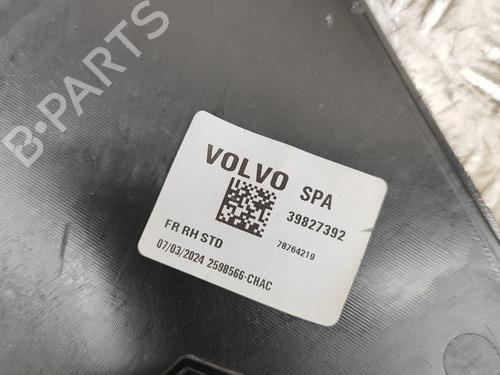 B-PARTS
VOLVO SPA
39827392
78764219
FR RH STD
07/03/2024 2598566-CHAC